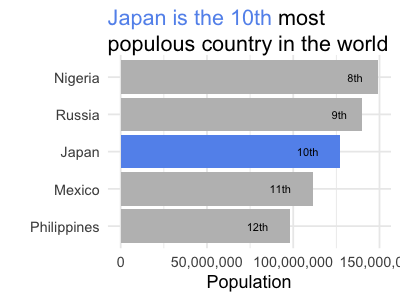 Japan is the 10th most
populous country in the world
Nigeria 8th
Russia 9th
Japan 10th
Mexico 11th
Philippines 12th
0 50,000,000 100,000,000 150,000,0
Population